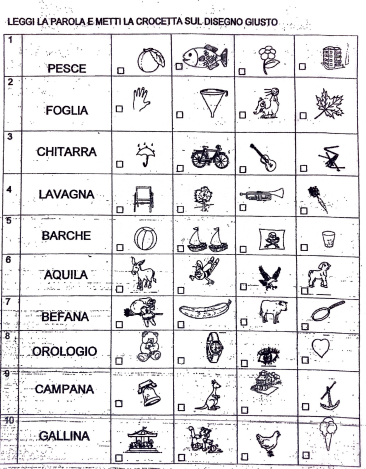 LEGGI LA PAROLA E METTI LA CROCETTA SUL DISEGNO GIUSTO
1 PESCE
2 FOGLIA
3 CHITARRA
4 LAVAGNA
5 BARCHE
6 AQUILA
7 BEFANA
8 OROLOGIO
9 CAMPANA
10 GALLINA